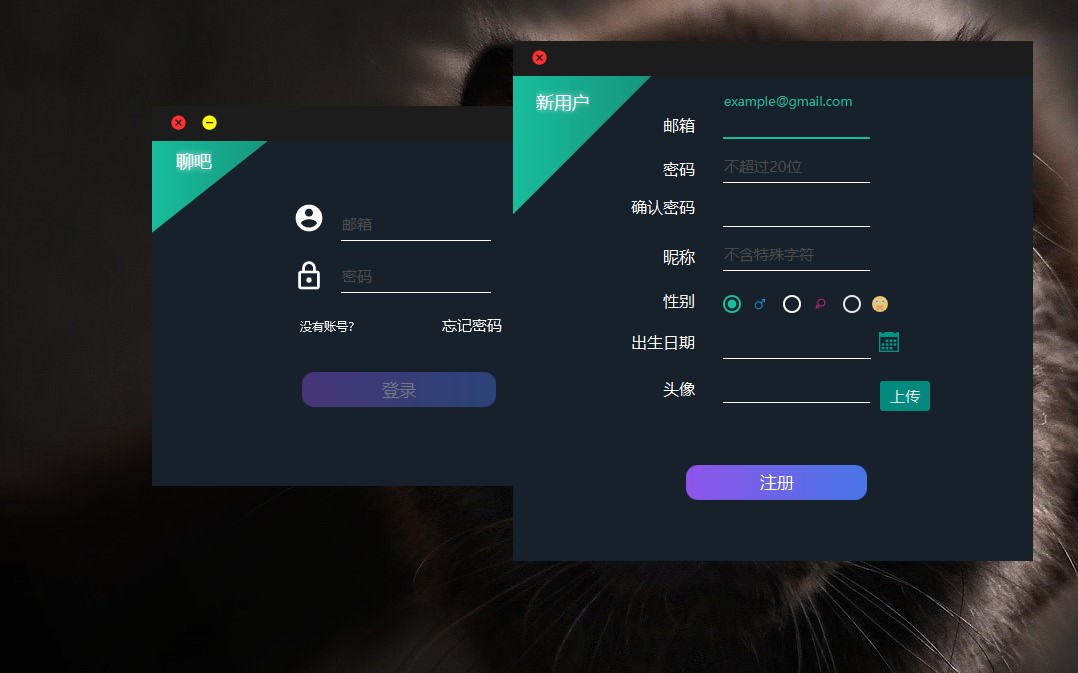 聊吧
邮箱
密码
没有账号?
忘记密码
登录
新用户
example@gmail.com
邮箱
密码
不超过20位
确认密码
昵称
不含特殊字符
性别
出生日期
头像
上传
注册